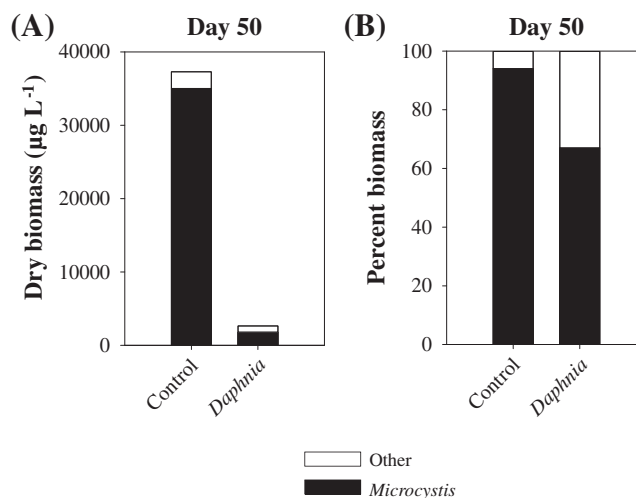 (A)
Day 50
Dry biomass (µg L-1)
40000
30000
20000
10000
0
Control
Daphnia
(B)
Day 50
Percent biomass
100
80
60
40
20
0
Control
Daphnia
Other
Microcystis